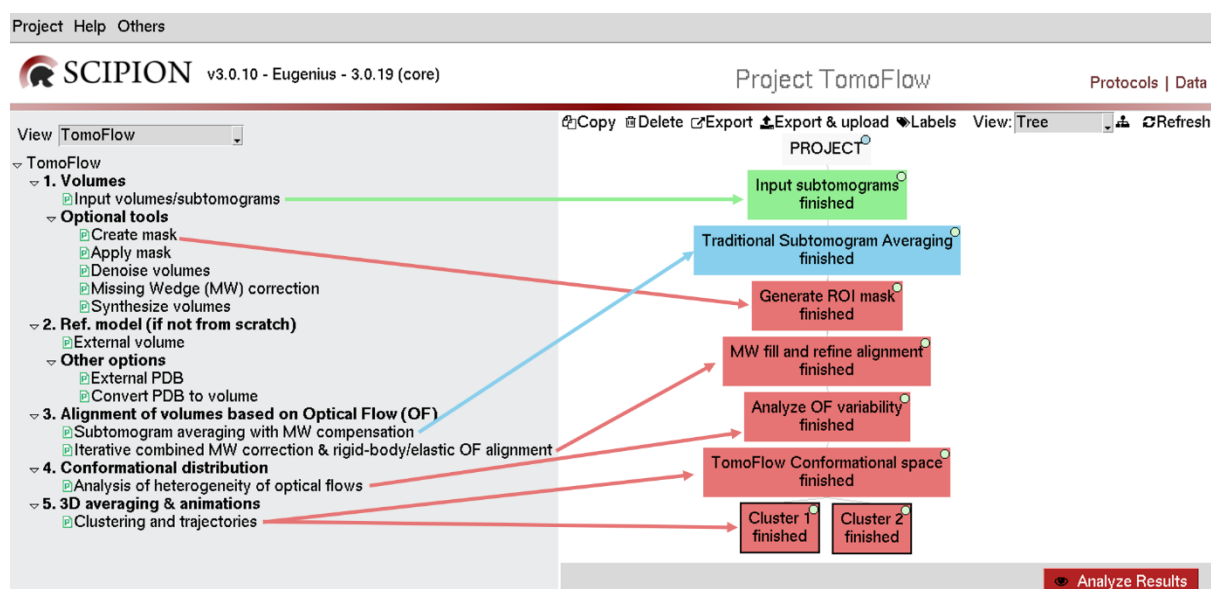 Project Help Others
SCIPION v3.0.10 - Eugenius - 3.0.19 (core)
Project TomoFlow
Protocols | Data
View TomoFlow
TomoFlow
1. Volumes
Input volumes/subtomograms
Optional tools
Create mask
Apply mask
Denoise volumes
Missing Wedge (MW) correction
Synthesize volumes
2. Ref. model (if not from scratch)
External volume
Other options
External PDB
Convert PDB to volume
3. Alignment of volumes based on Optical Flow (OF)
Subtomogram averaging with MW compensation
Iterative combined MW correction & rigid-body/elastic OF alignment
4. Conformational distribution
Analysis of heterogeneity of optical flows
5. 3D averaging & animations
Clustering and trajectories
Copy Delete Export Export & upload Labels View: Tree Refresh
PROJECT
Input subtomograms
finished
Traditional Subtomogram Averaging
finished
Generate ROI mask
finished
MW fill and refine alignment
finished
Analyze OF variability
finished
TomoFlow Conformational space
finished
Cluster 1
finished
Cluster 2
finished
Analyze Results